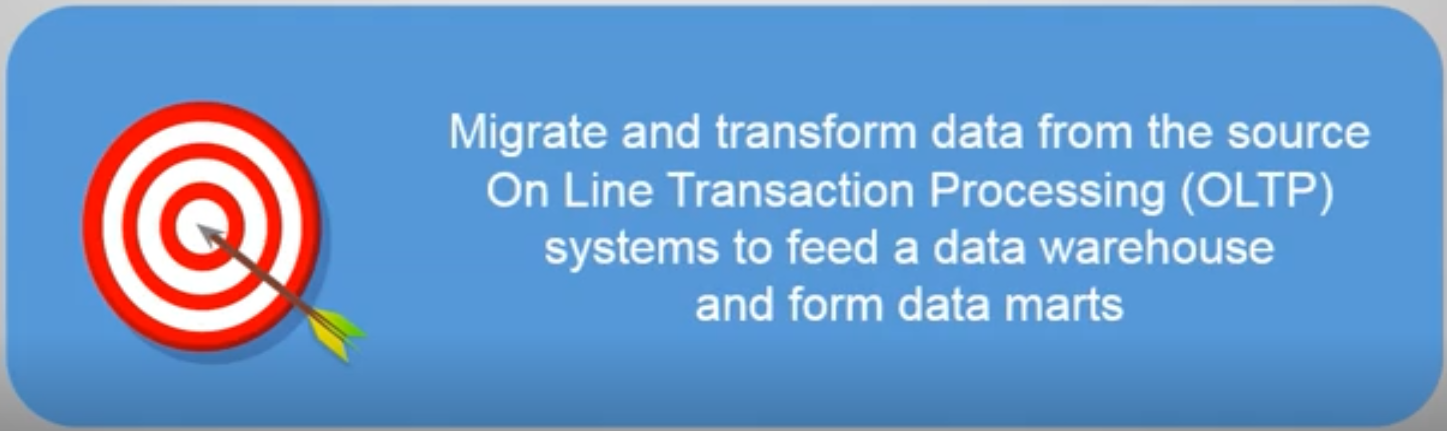 Migrate and transform data from the source
On Line Transaction Processing (OLTP)
systems to feed a data warehouse
and form data marts